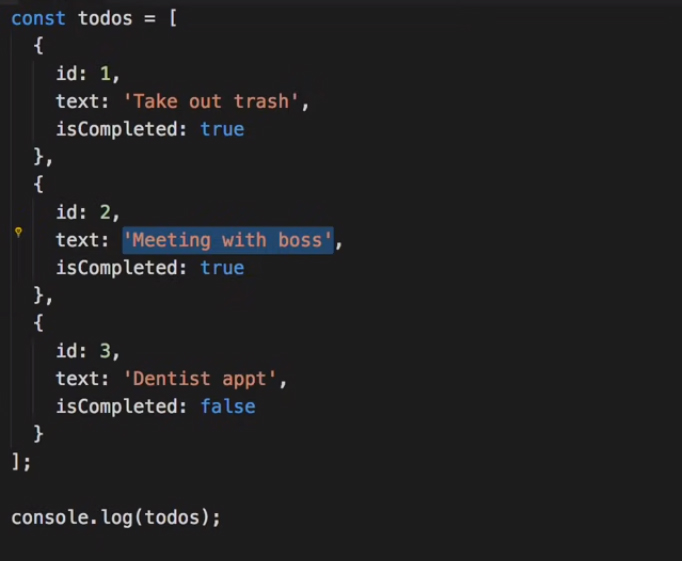 const todos = [
  {
    id: 1,
    text: 'Take out trash',
    isCompleted: true
  },
  {
    id: 2,
    text: 'Meeting with boss',
    isCompleted: true
  },
  {
    id: 3,
    text: 'Dentist appt',
    isCompleted: false
  }
];

console.log(todos);